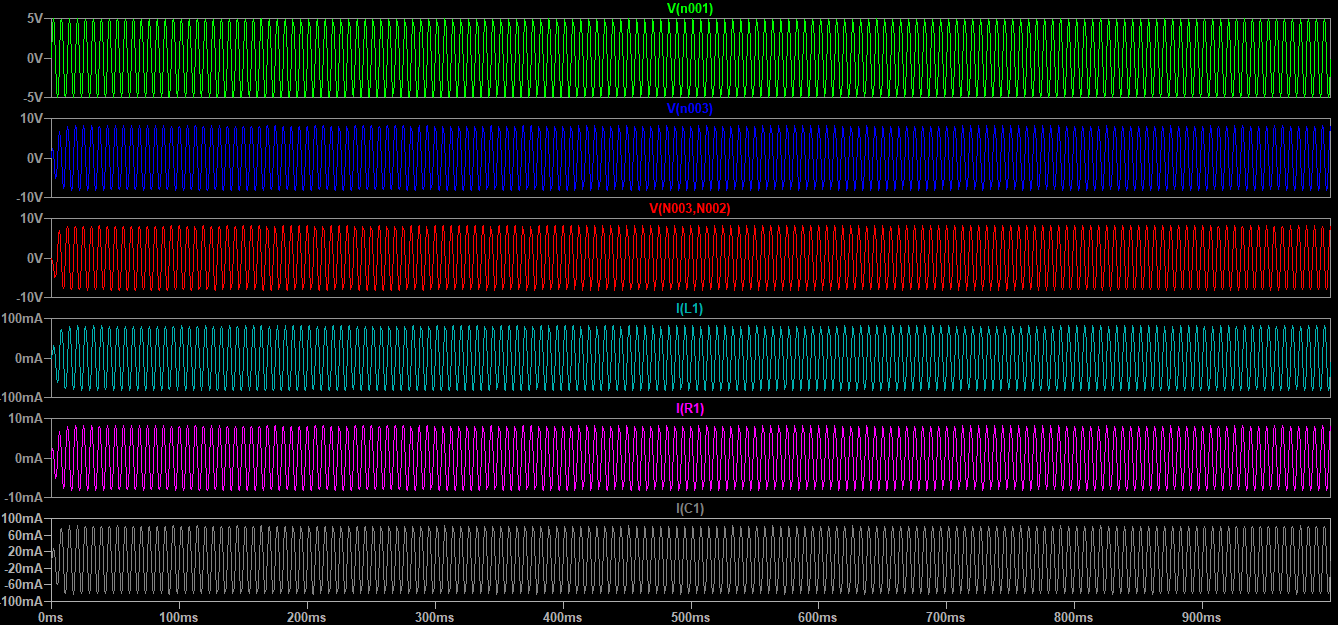 V(n001)
5V
0V
-5V
V(n003)
10V
0V
-10V
V(N003,N002)
10V
0V
-10V
I(L1)
100mA
0mA
100mA
I(R1)
10mA
0mA
-10mA
I(C1)
100mA
60mA
20mA
-20mA
-60mA
100mA
0ms 100ms 200ms 300ms 400ms 500ms 600ms 700ms 800ms 900ms